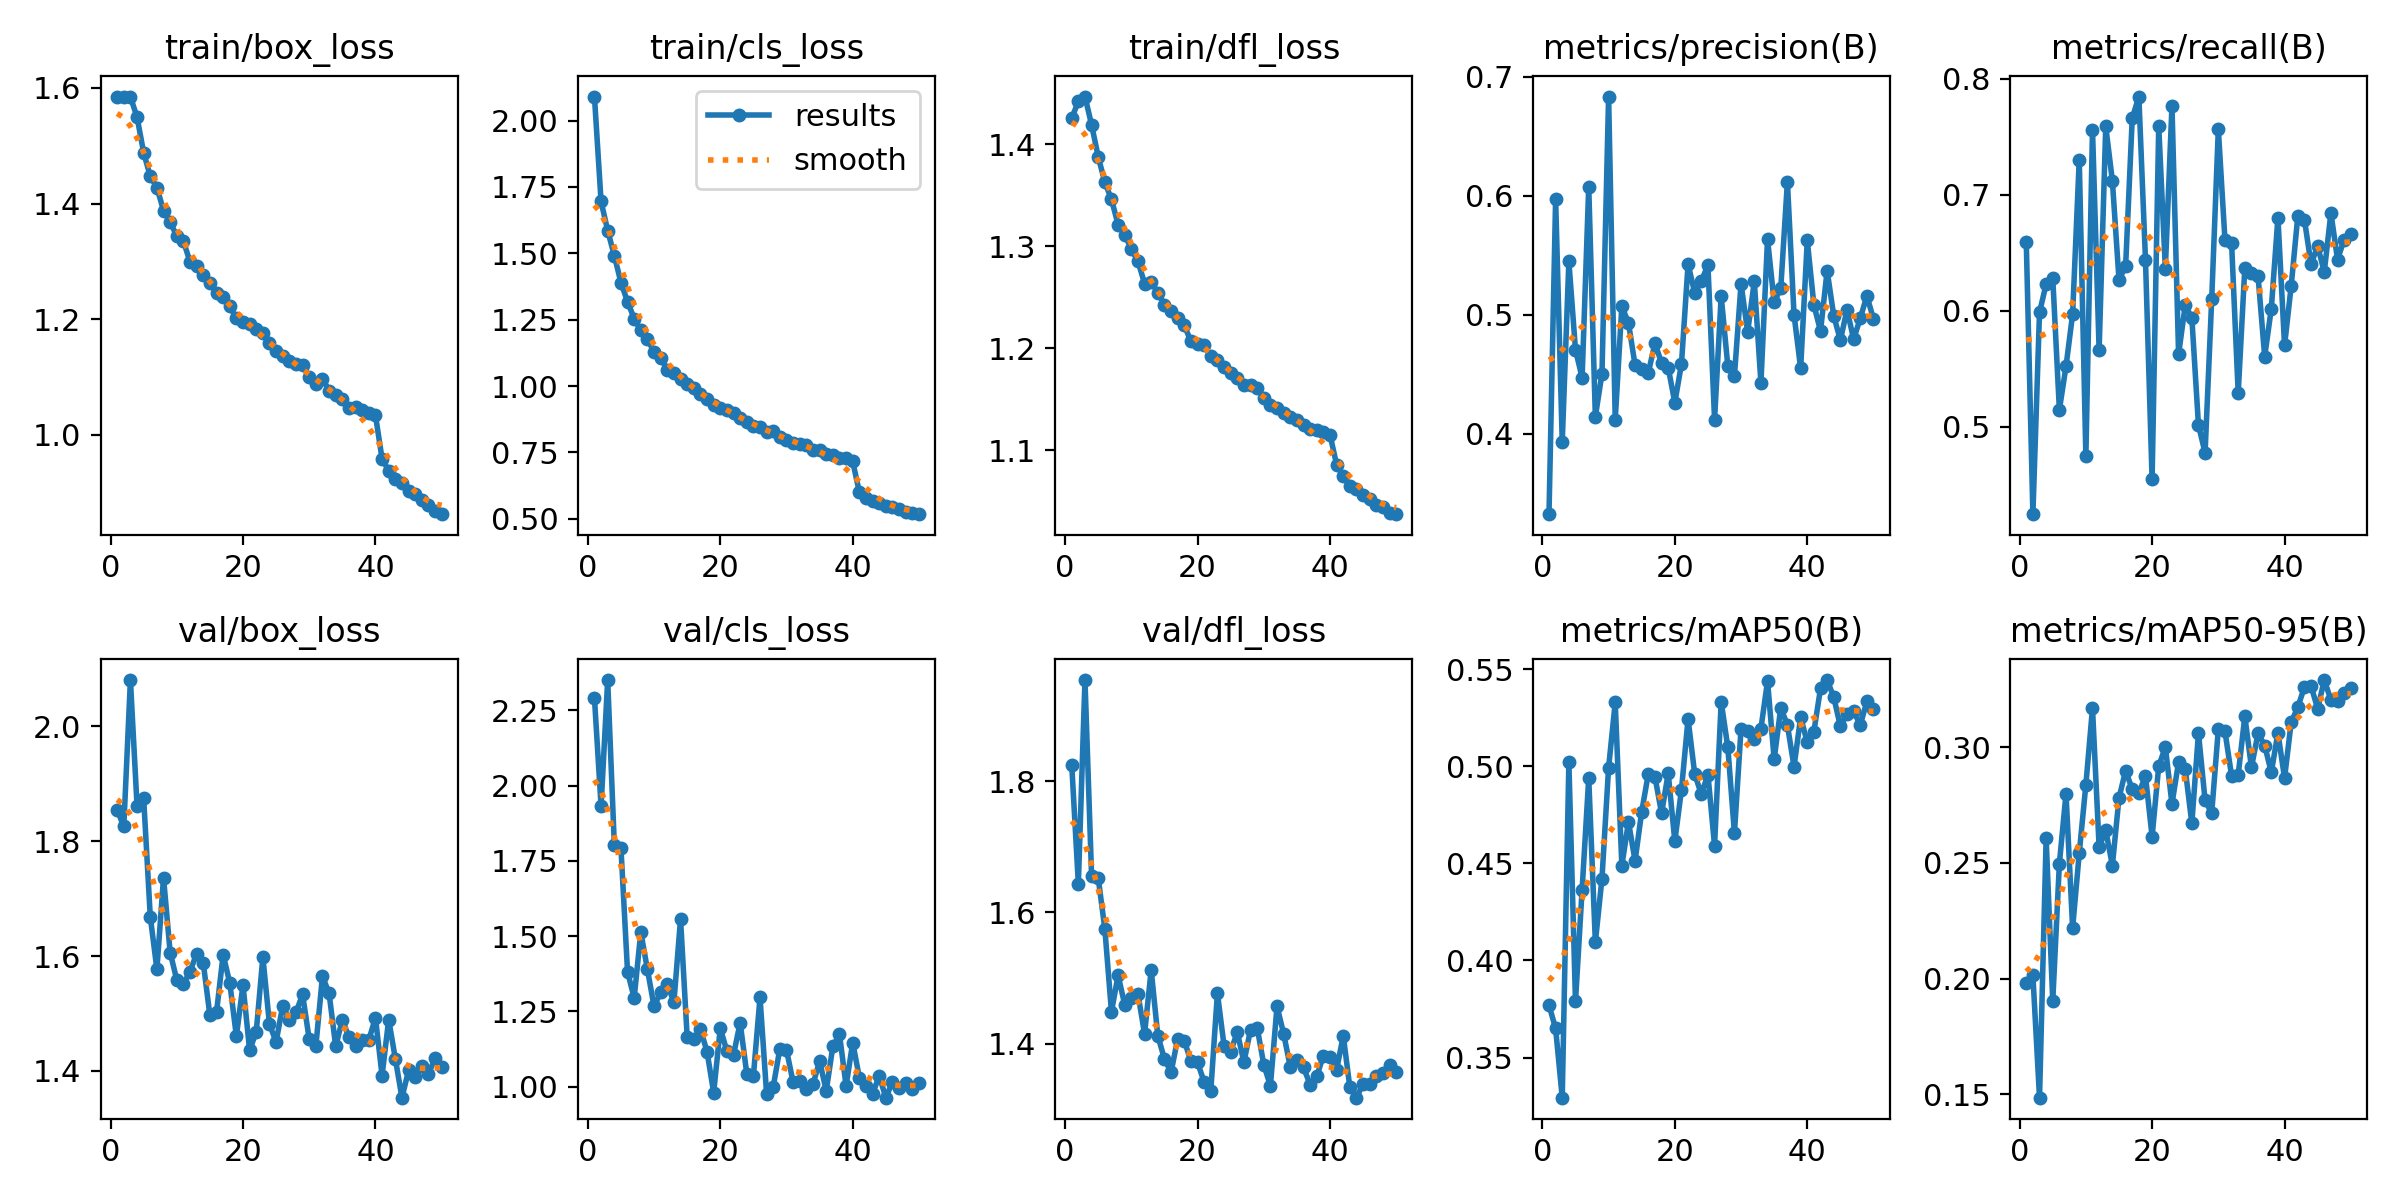 train/box_loss
1.6
1.4
1.2
1.0
0 20 40
train/cls_loss
results
smooth
2.00
1.75
1.50
1.25
1.00
0.75
0.50
0 20 40
train/dfl_loss
1.4
1.3
1.2
1.1
0 20 40
metrics/precision(B)
0.7
0.6
0.5
0.4
0 20 40
metrics/recall(B)
0.8
0.7
0.6
0.5
0 20 40
val/box_loss
2.0
1.8
1.6
1.4
0 20 40
val/cls_loss
2.25
2.00
1.75
1.50
1.25
1.00
0 20 40
val/dfl_loss
1.8
1.6
1.4
0 20 40
metrics/mAP50(B)
0.55
0.50
0.45
0.40
0.35
0 20 40
metrics/mAP50-95(B)
0.30
0.25
0.20
0.15
0 20 40